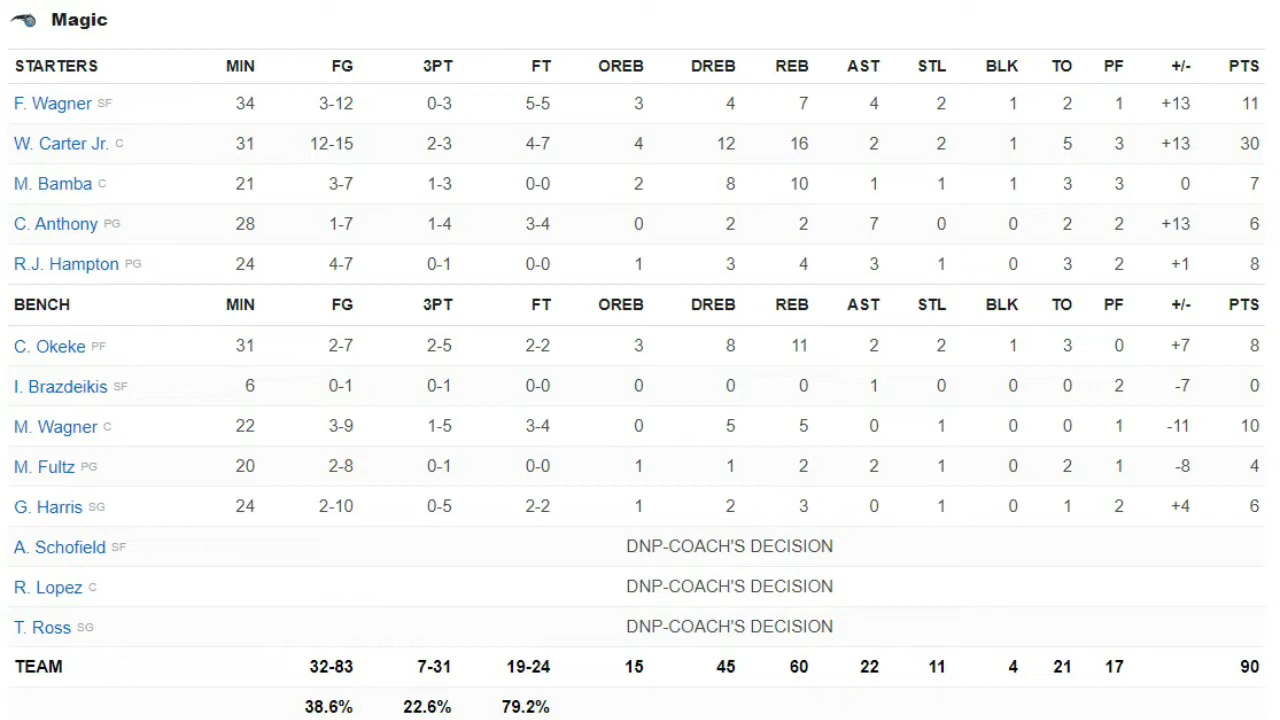 Magic
STARTERS MIN FG 3PT FT OREB DREB REB AST STL BLK TO PF +/- PTS
F. Wagner SF 34 3-12 0-3 5-5 3 4 7 4 2 1 2 1 +13 11
W. Carter Jr. C 31 12-15 2-3 4-7 4 12 16 2 2 1 5 3 +13 30
M. Bamba C 21 3-7 1-3 0-0 2 8 10 1 1 1 3 3 0 7
C. Anthony PG 28 1-7 1-4 3-4 0 2 2 7 0 0 2 2 +13 6
R.J. Hampton PG 24 4-7 0-1 0-0 1 3 4 3 1 0 3 2 +1 8
BENCH MIN FG 3PT FT OREB DREB REB AST STL BLK TO PF +/- PTS
C. Okeke PF 31 2-7 2-5 2-2 3 8 11 2 2 1 3 0 +7 8
I. Brazdeikis SF 6 0-1 0-1 0-0 0 0 0 1 0 0 0 2 -7 0
M. Wagner C 22 3-9 1-5 3-4 0 5 5 0 1 0 0 1 -11 10
M. Fultz PG 20 2-8 0-1 0-0 1 1 2 2 1 0 2 1 -8 4
G. Harris SG 24 2-10 0-5 2-2 1 2 3 0 1 0 1 2 +4 6
A. Schofield SF DNP-COACH'S DECISION
R. Lopez C DNP-COACH'S DECISION
T. Ross SG DNP-COACH'S DECISION
TEAM 32-83 7-31 19-24 15 45 60 22 11 4 21 17 90
38.6% 22.6% 79.2%